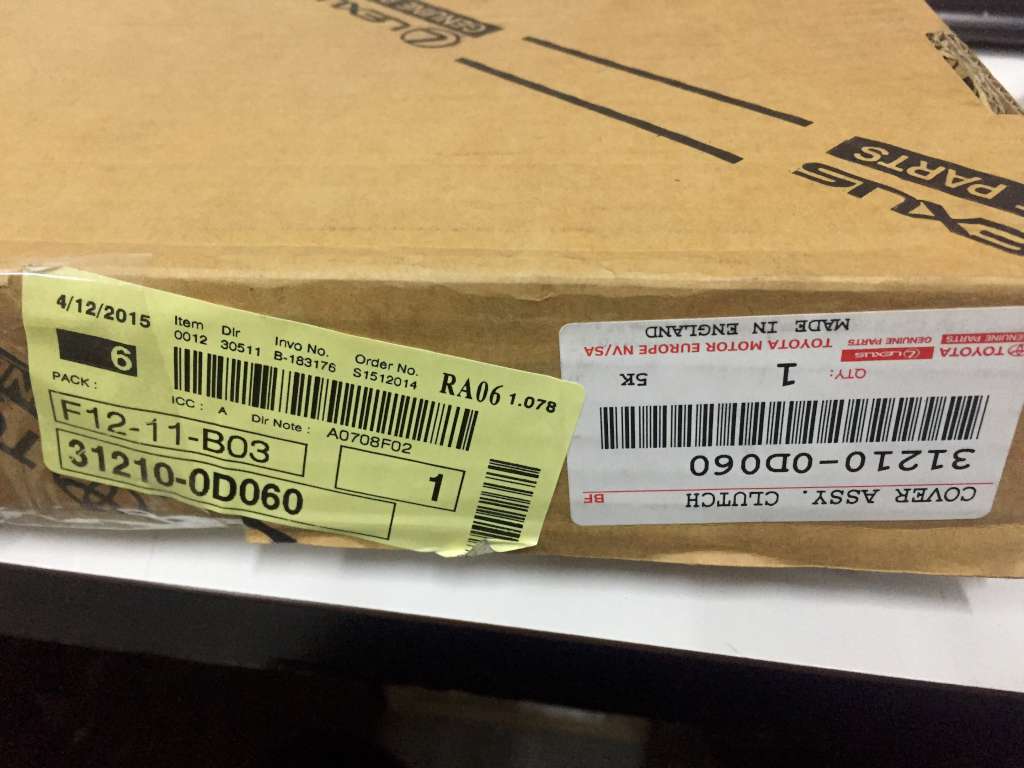 LEXUS
GENUINE
EXUS
PARTS
4/12/2015
6
PACK :
Item Dir Invo No. Order No.
0012 30511 B-183176 S1512014
RA06 1.078
ICC : A Dir Note : A0708F02
F12-11-B03
1
31210-0D060
COVER ASSY. CLUTCH
BF
31210-0D060
QTY: 1 5K
TOYOTA GENUINE PARTS LEXUS GENUINE PARTS
TOYOTA MOTOR EUROPE NV/SA
MADE IN ENGLAND